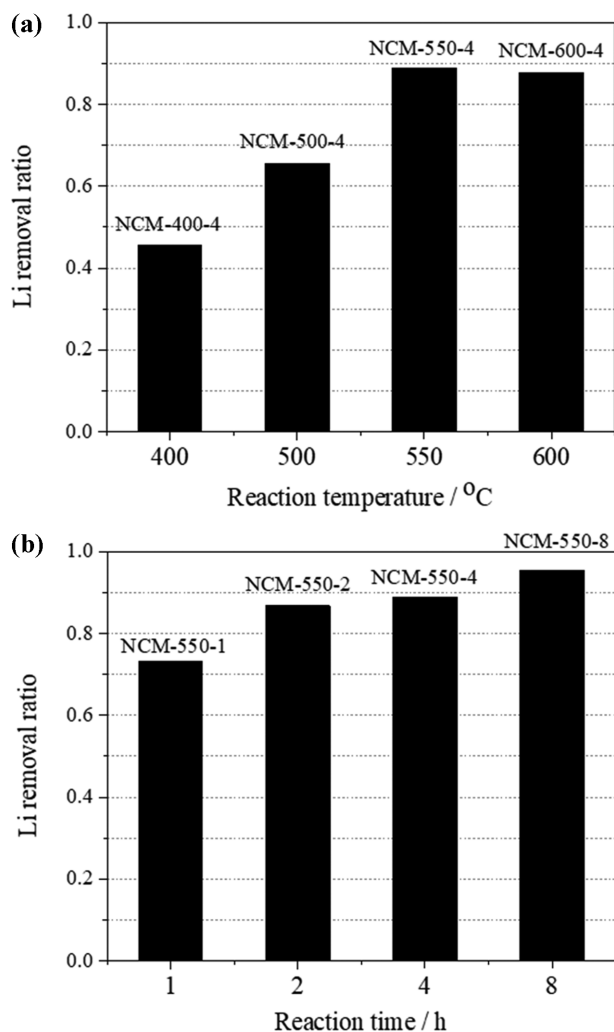 (a)
1.0
0.8
0.6
0.4
0.2
0.0
Li removal ratio
NCM-400-4
NCM-500-4
NCM-550-4
NCM-600-4
400 500 550 600
Reaction temperature / °C
(b)
1.0
0.8
0.6
0.4
0.2
0.0
Li removal ratio
NCM-550-1
NCM-550-2
NCM-550-4
NCM-550-8
1 2 4 8
Reaction time / h